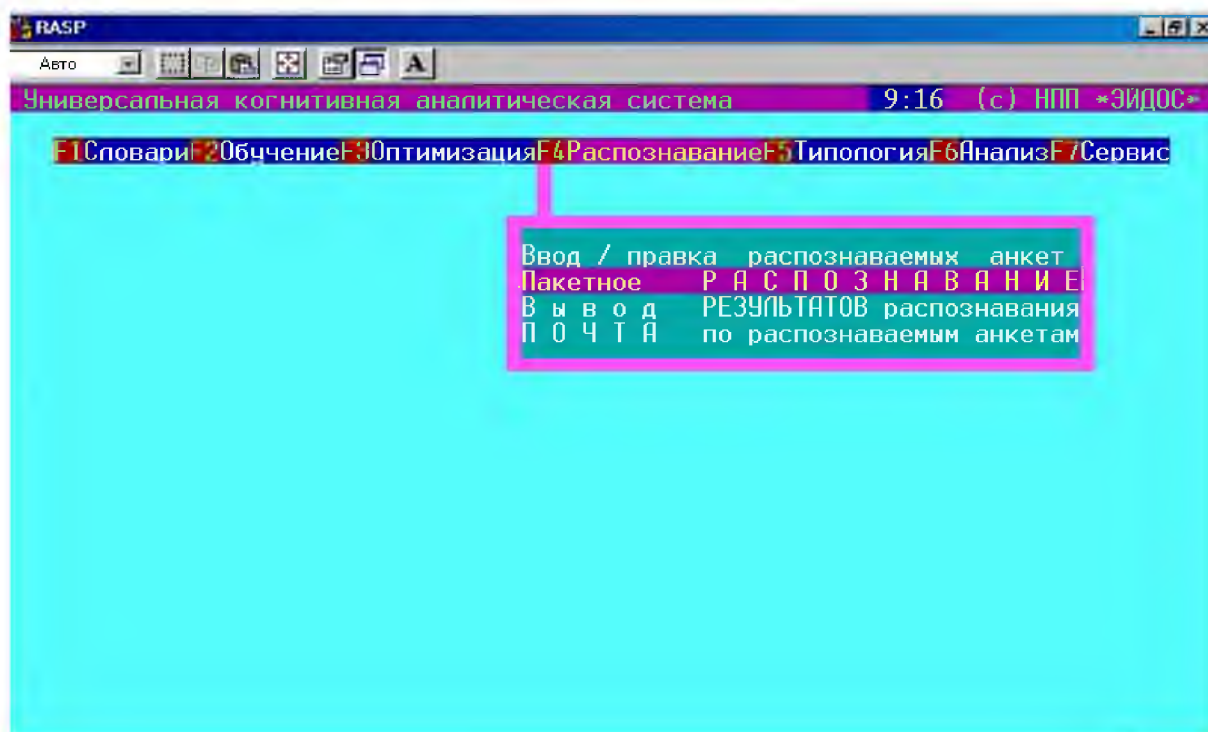 RASP
Авто A
Универсальная когнитивная аналитическая система 9:16 (c) НПП *ЭЙДОС*
F1Словари F2Обучение F3Оптимизация F4Распознавание F5Типология F6Анализ F7Сервис
Ввод / правка распознаваемых анкет
Пакетное Р А С П О З Н А В А Н И Е
В ы в о д РЕЗУЛЬТАТОВ распознавания
П О Ч Т А по распознаваемым анкетам